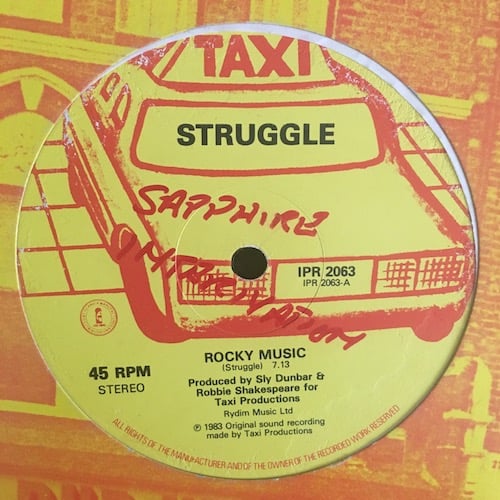 TAXI
STRUGGLE
SAPPHIRE
INTERNATIONAL
IPR 2063
IPR 2063-A
ROCKY MUSIC
(Struggle) 7.13
45 RPM
STEREO
Produced by Sly Dunbar &
Robbie Shakespeare for
Taxi Productions
Rydim Music Ltd
℗ 1983 Original sound recording
made by Taxi Productions
ALL RIGHTS OF THE MANUFACTURER AND OF THE OWNER OF THE RECORDED WORK RESERVED